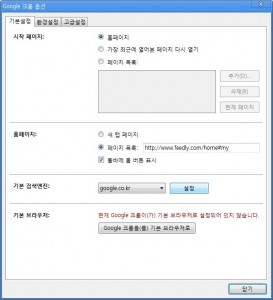 Google 크롬 옵션
기본설정 환경설정 고급설정
시작 페이지:
홈페이지
가장 최근에 열어본 페이지 다시 열기
페이지 목록:
추가(D)...
삭제(R)
현재 페이지
홈페이지:
새 탭 페이지
페이지 목록: http://www.feedly.com/home#my
툴바에 홈 버튼 표시
기본 검색엔진:
google.co.kr
설정
기본 브라우저:
현재 Google 크롬이(가) 기본 브라우저로 설정되어 있지 않습니다.
Google 크롬을(를) 기본 브라우저로
닫기